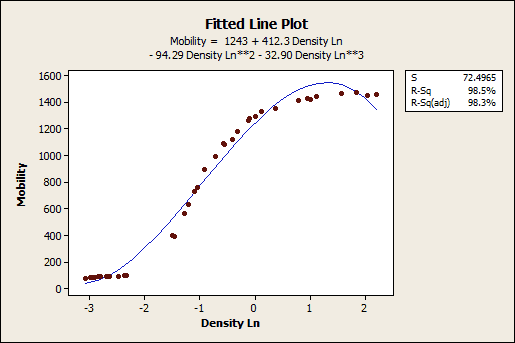 Fitted Line Plot
Mobility = 1243 + 412.3 Density Ln
- 94.29 Density Ln**2 - 32.90 Density Ln**3
S 72.4965
R-Sq 98.5%
R-Sq(adj) 98.3%
1600
1400
1200
1000
800
600
400
200
0
Mobility
-3 -2 -1 0 1 2
Density Ln